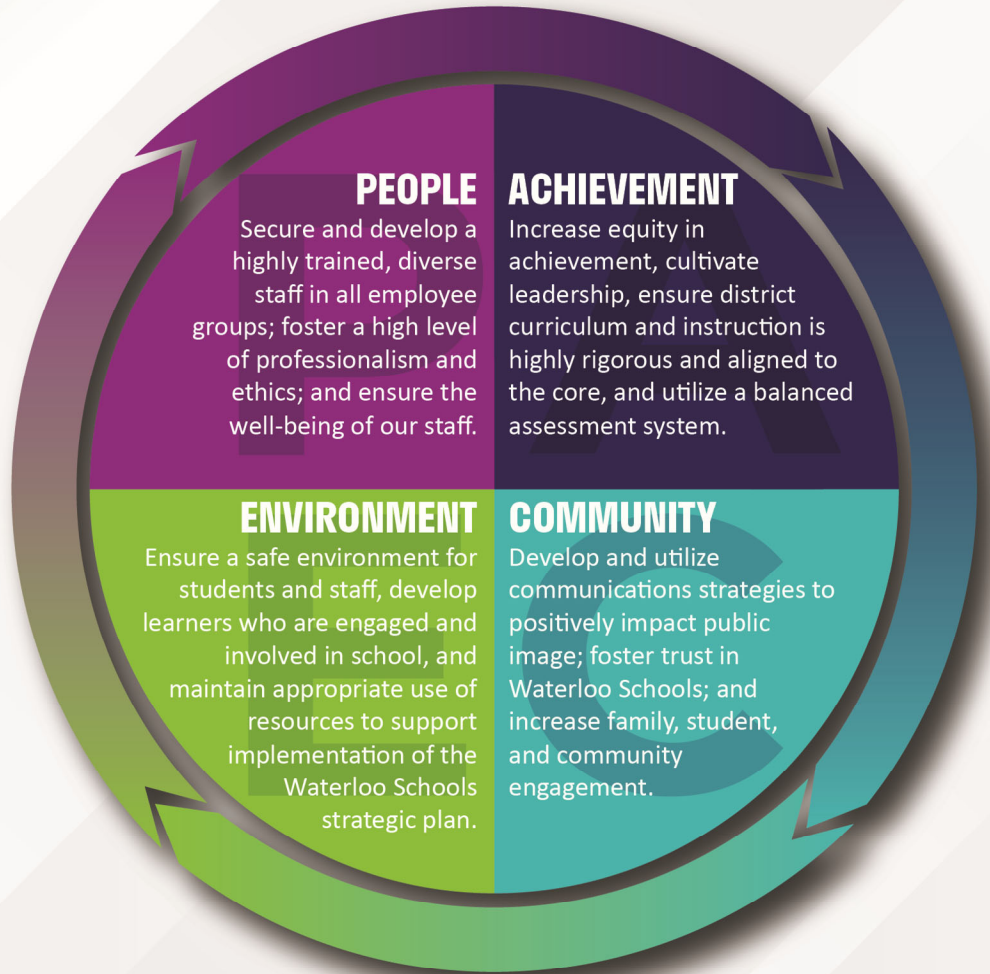 PEOPLE
Secure and develop a
highly trained, diverse
staff in all employee
groups; foster a high level
of professionalism and
ethics; and ensure the
well-being of our staff.
ACHIEVEMENT
Increase equity in
achievement, cultivate
leadership, ensure district
curriculum and instruction is
highly rigorous and aligned to
the core, and utilize a balanced
assessment system.
ENVIRONMENT
Ensure a safe environment for
students and staff, develop
learners who are engaged and
involved in school, and
maintain appropriate use of
resources to support
implementation of the
Waterloo Schools
strategic plan.
COMMUNITY
Develop and utilize
communications strategies to
positively impact public
image; foster trust in
Waterloo Schools; and
increase family, student,
and community
engagement.
P
A
E
C